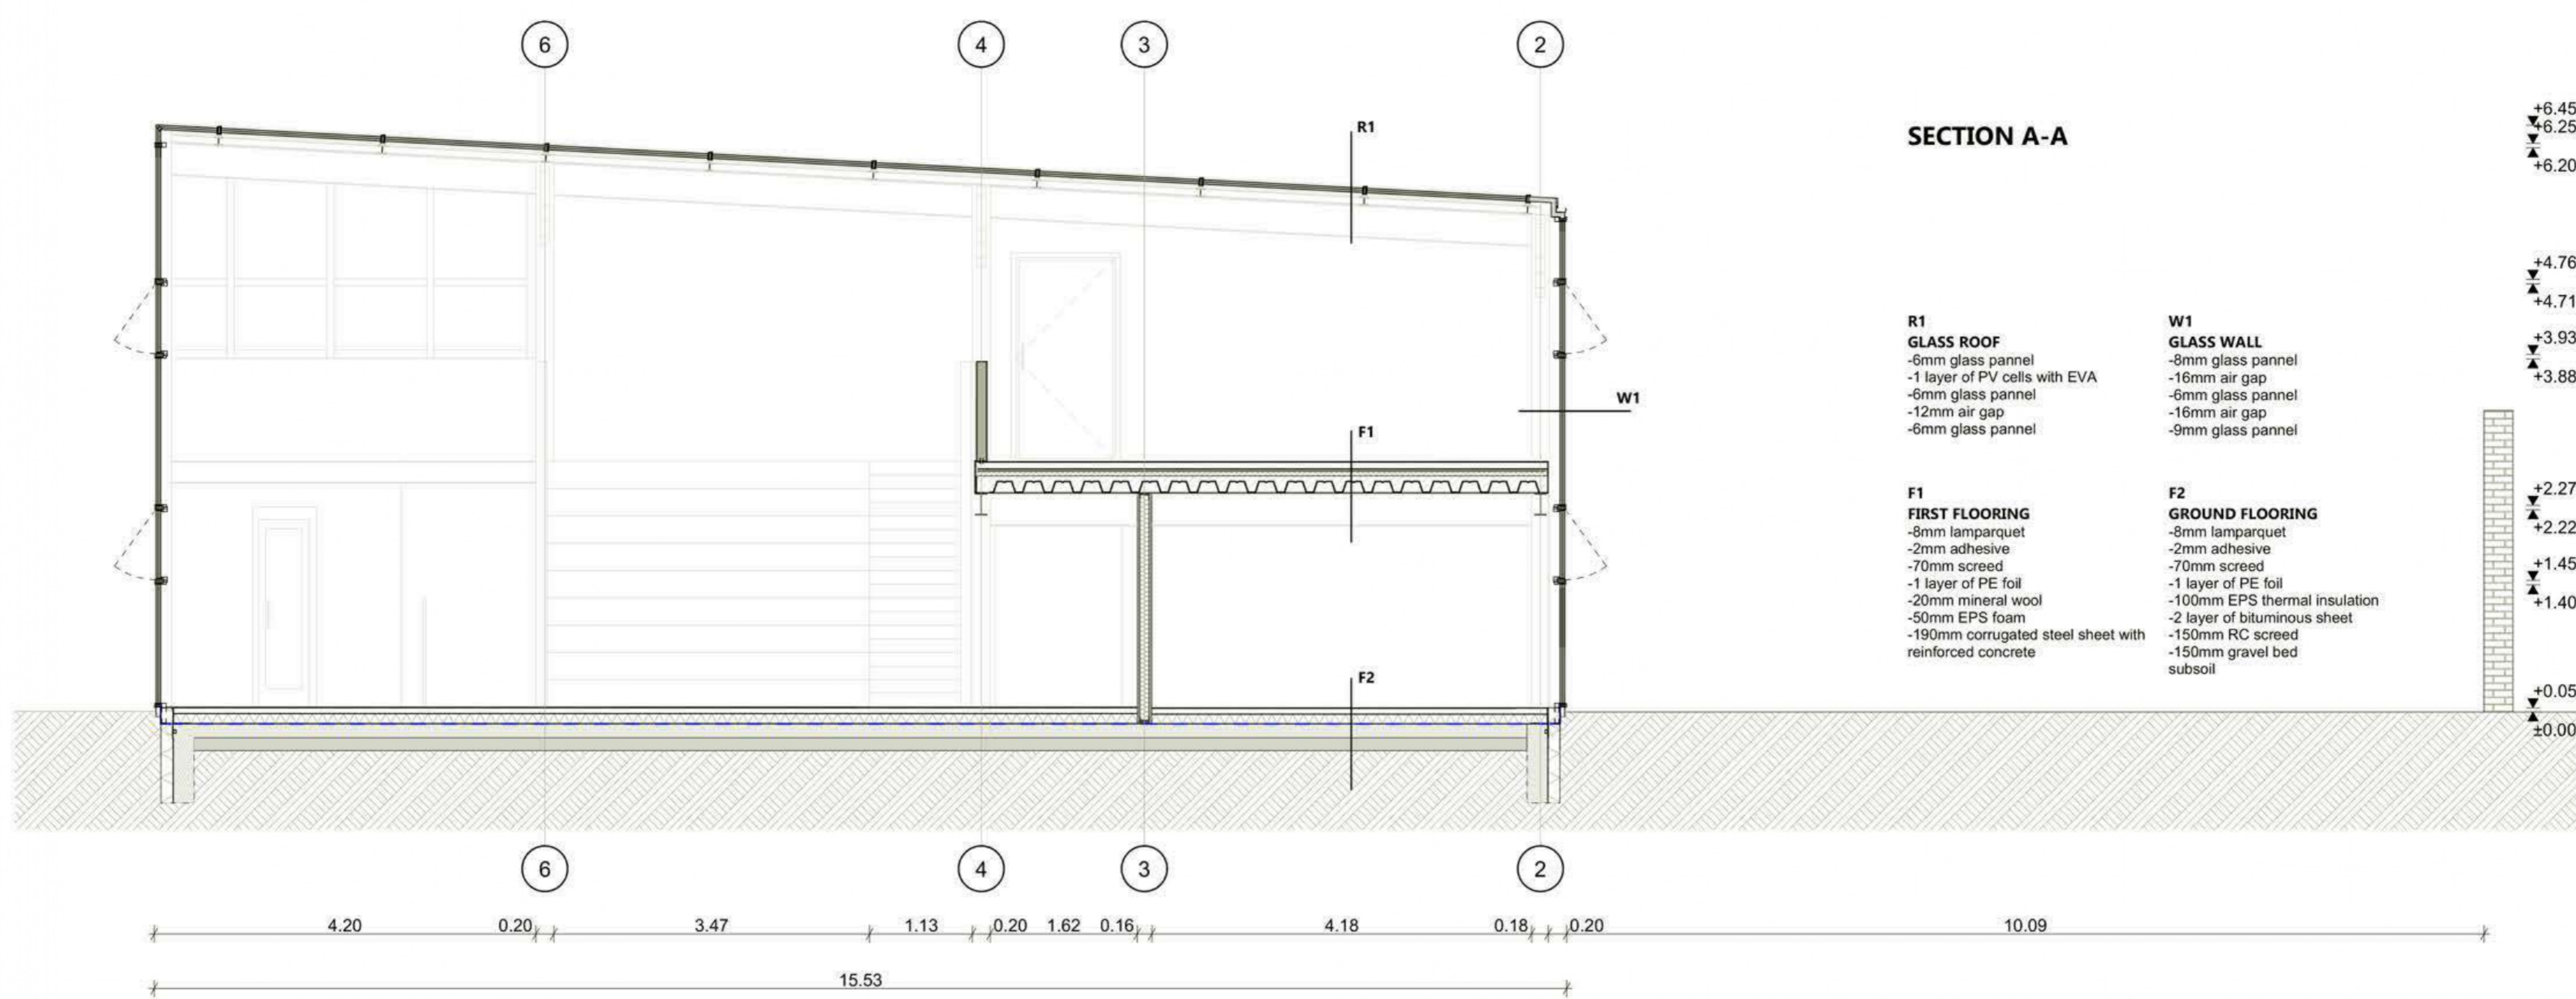 6
4
3
2
R1
SECTION A-A
+6.45
+6.25
+6.20
+4.76
+4.71
+3.93
+3.88
W1
F1
R1
GLASS ROOF
-6mm glass pannel
-1 layer of PV cells with EVA
-6mm glass pannel
-12mm air gap
-6mm glass pannel
W1
GLASS WALL
-8mm glass pannel
-16mm air gap
-6mm glass pannel
-16mm air gap
-9mm glass pannel
F1
FIRST FLOORING
-8mm lamparquet
-2mm adhesive
-70mm screed
-1 layer of PE foil
-20mm mineral wool
-50mm EPS foam
-190mm corrugated steel sheet with
reinforced concrete
F2
GROUND FLOORING
-8mm lamparquet
-2mm adhesive
-70mm screed
-1 layer of PE foil
-100mm EPS thermal insulation
-2 layer of bituminous sheet
-150mm RC screed
-150mm gravel bed
subsoil
+2.27
+2.22
+1.45
+1.40
F2
+0.05
±0.00
6
4
3
2
4.20 0.20 3.47 1.13 0.20 1.62 0.16 4.18 0.18 0.20 10.09
15.53